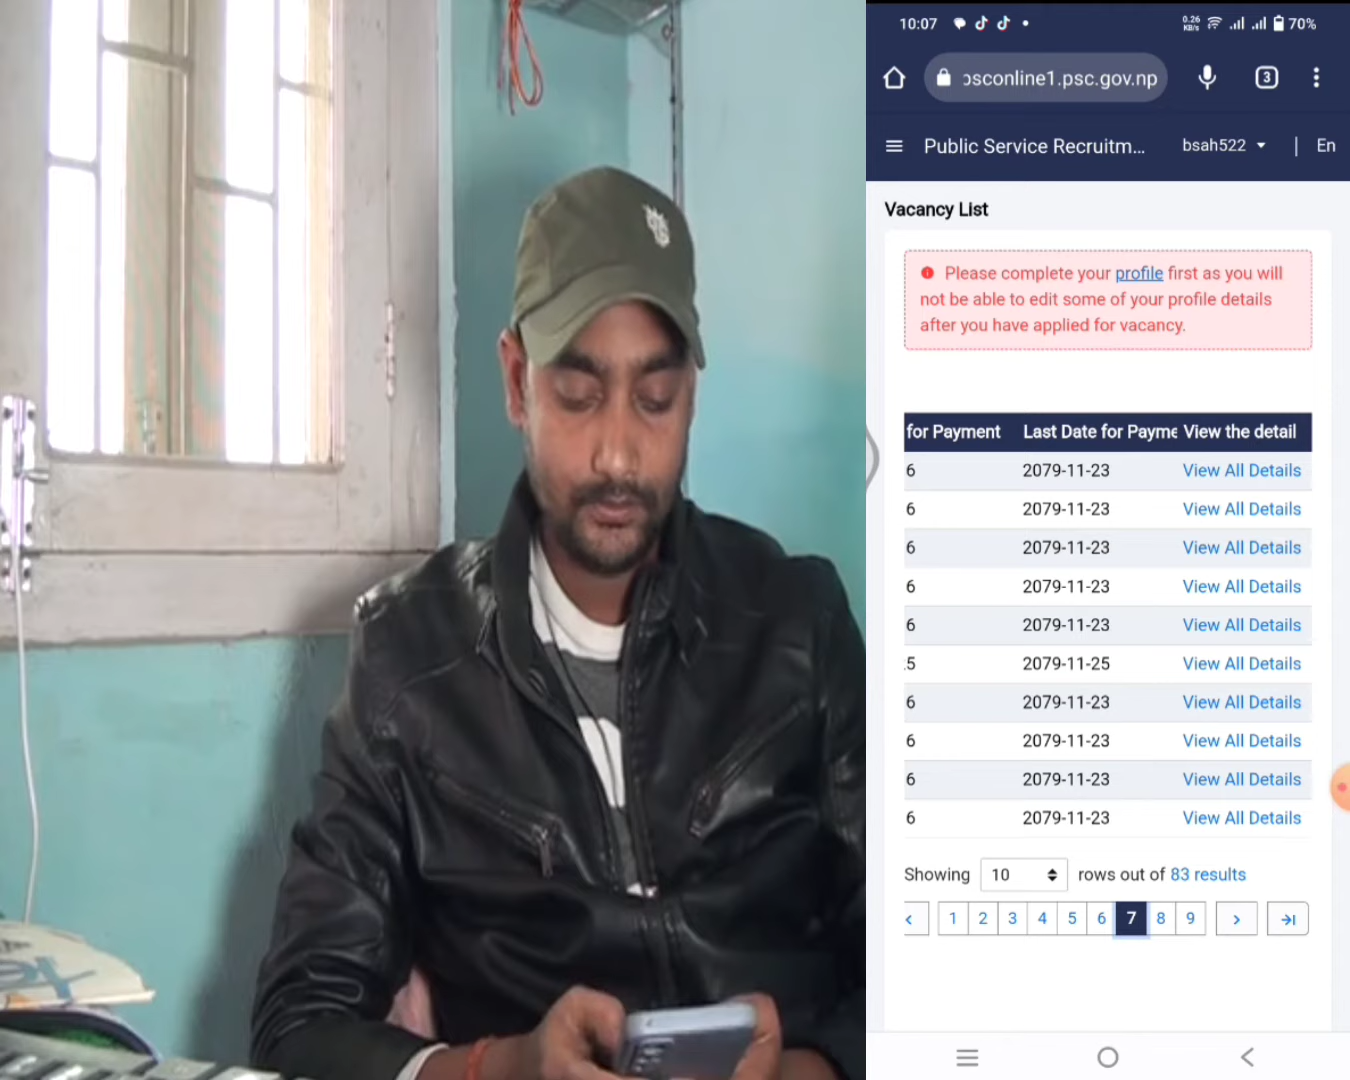 10:07
0.26
KB/s
70%
osconline1.psc.gov.np
3
Public Service Recruitm...
bsah522
En
Vacancy List
Please complete your profile first as you will
not be able to edit some of your profile details
after you have applied for vacancy.
for Payment Last Date for Payme View the detail
6 2079-11-23 View All Details
6 2079-11-23 View All Details
6 2079-11-23 View All Details
6 2079-11-23 View All Details
6 2079-11-23 View All Details
5 2079-11-25 View All Details
6 2079-11-23 View All Details
6 2079-11-23 View All Details
6 2079-11-23 View All Details
6 2079-11-23 View All Details
Showing 10 rows out of 83 results
1 2 3 4 5 6 7 8 9